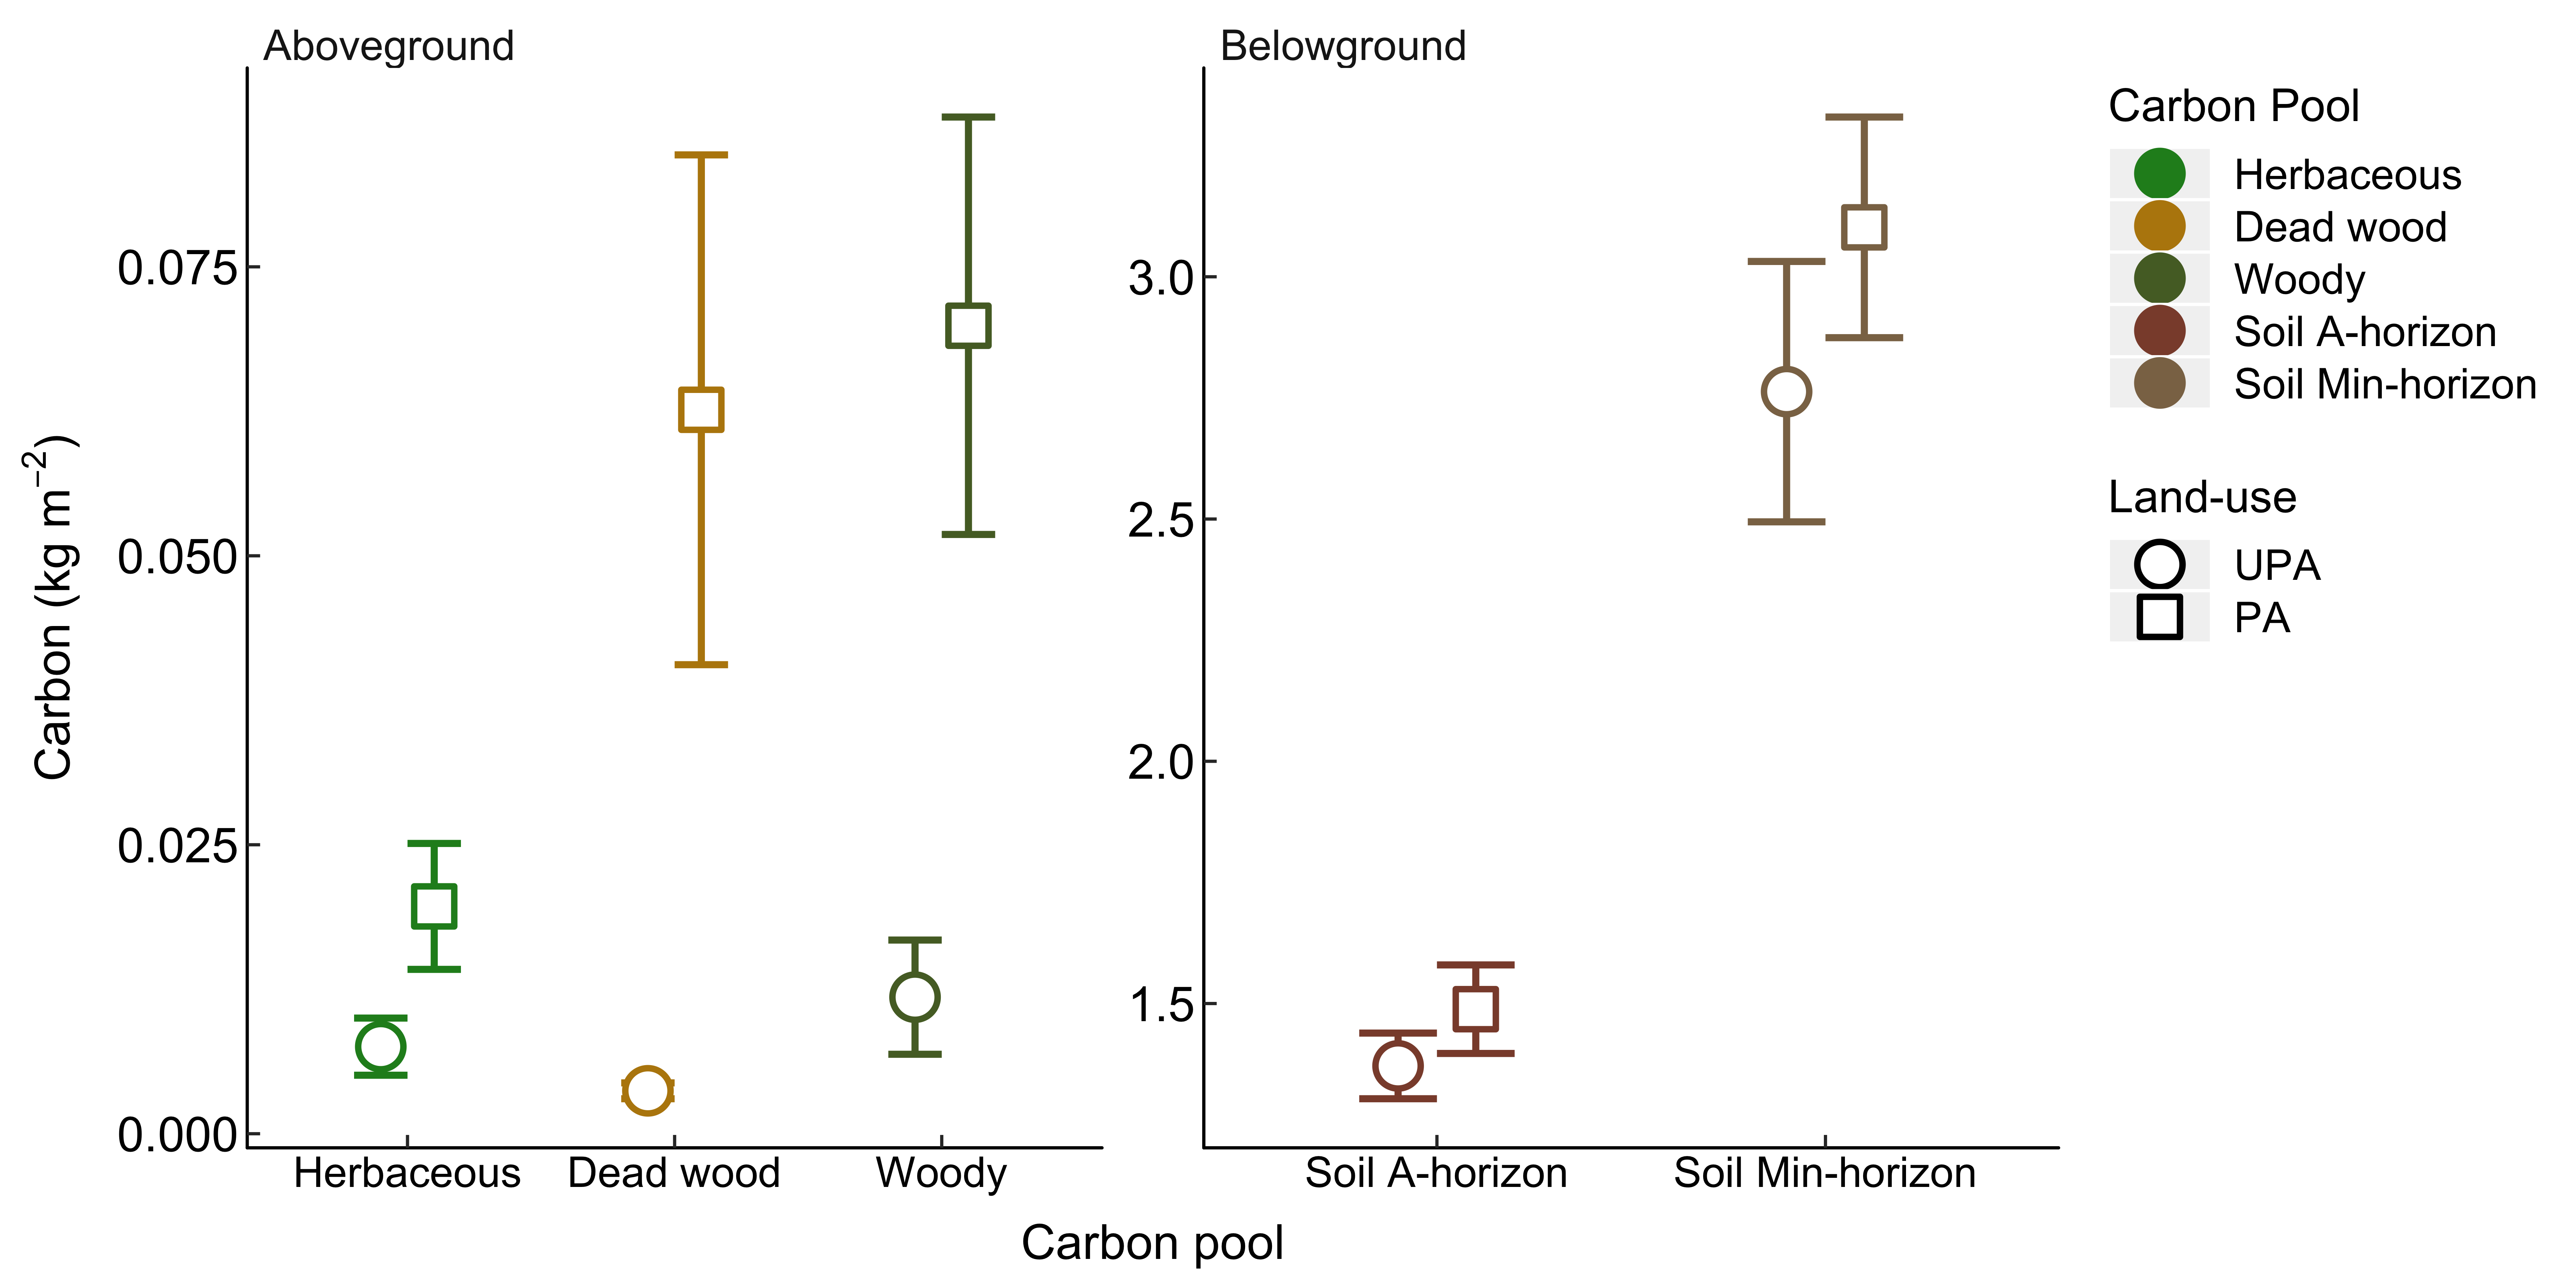 Aboveground
Belowground
Carbon (kg m⁻²)
0.075
0.050
0.025
0.000
3.0
2.5
2.0
1.5
Herbaceous
Dead wood
Woody
Soil A-horizon
Soil Min-horizon
Carbon pool
Carbon Pool
Herbaceous
Dead wood
Woody
Soil A-horizon
Soil Min-horizon
Land-use
UPA
PA